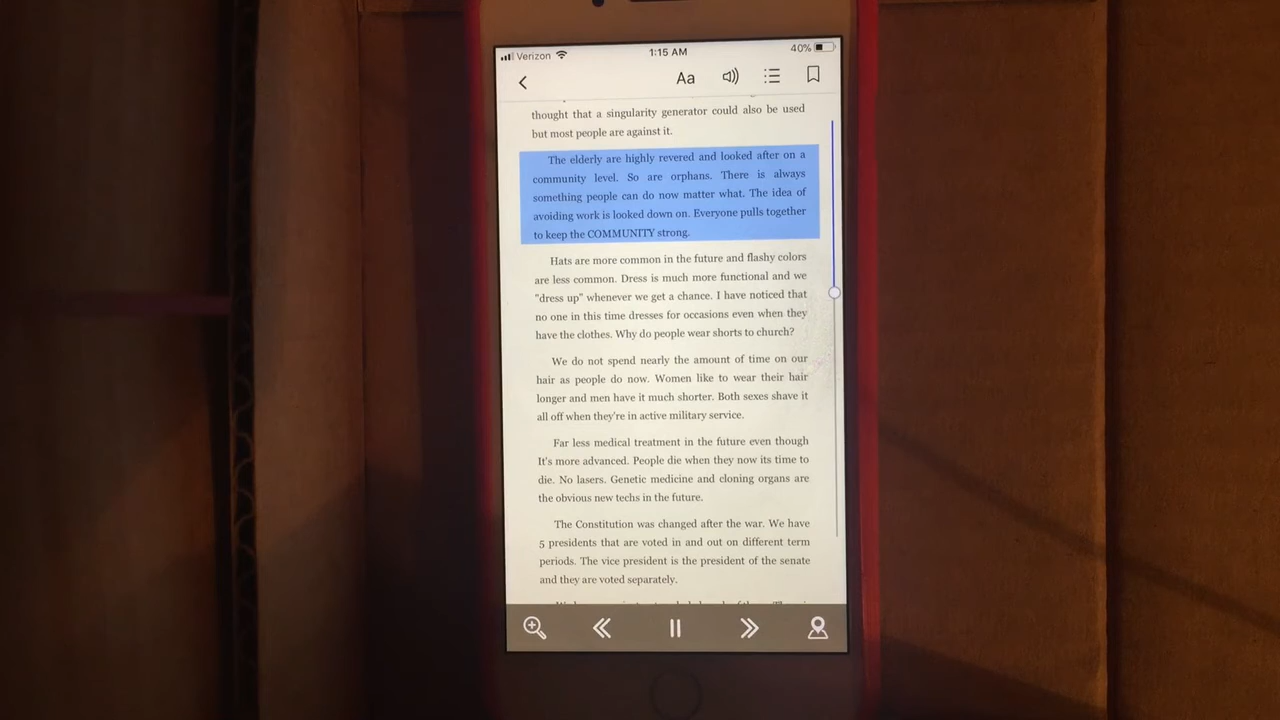 Verizon
1:15 AM
40%
Aa
thought that a singularity generator could also be used
but most people are against it.
The elderly are highly revered and looked after on a
community level. So are orphans. There is always
something people can do now matter what. The idea of
avoiding work is looked down on. Everyone pulls together
to keep the COMMUNITY strong.
Hats are more common in the future and flashy colors
are less common. Dress is much more functional and we
"dress up" whenever we get a chance. I have noticed that
no one in this time dresses for occasions even when they
have the clothes. Why do people wear shorts to church?
We do not spend nearly the amount of time on our
hair as people do now. Women like to wear their hair
longer and men have it much shorter. Both sexes shave it
all off when they're in active military service.
Far less medical treatment in the future even though
It's more advanced. People die when they now its time to
die. No lasers. Genetic medicine and cloning organs are
the obvious new techs in the future.
The Constitution was changed after the war. We have
5 presidents that are voted in and out on different term
periods. The vice president is the president of the senate
and they are voted separately.